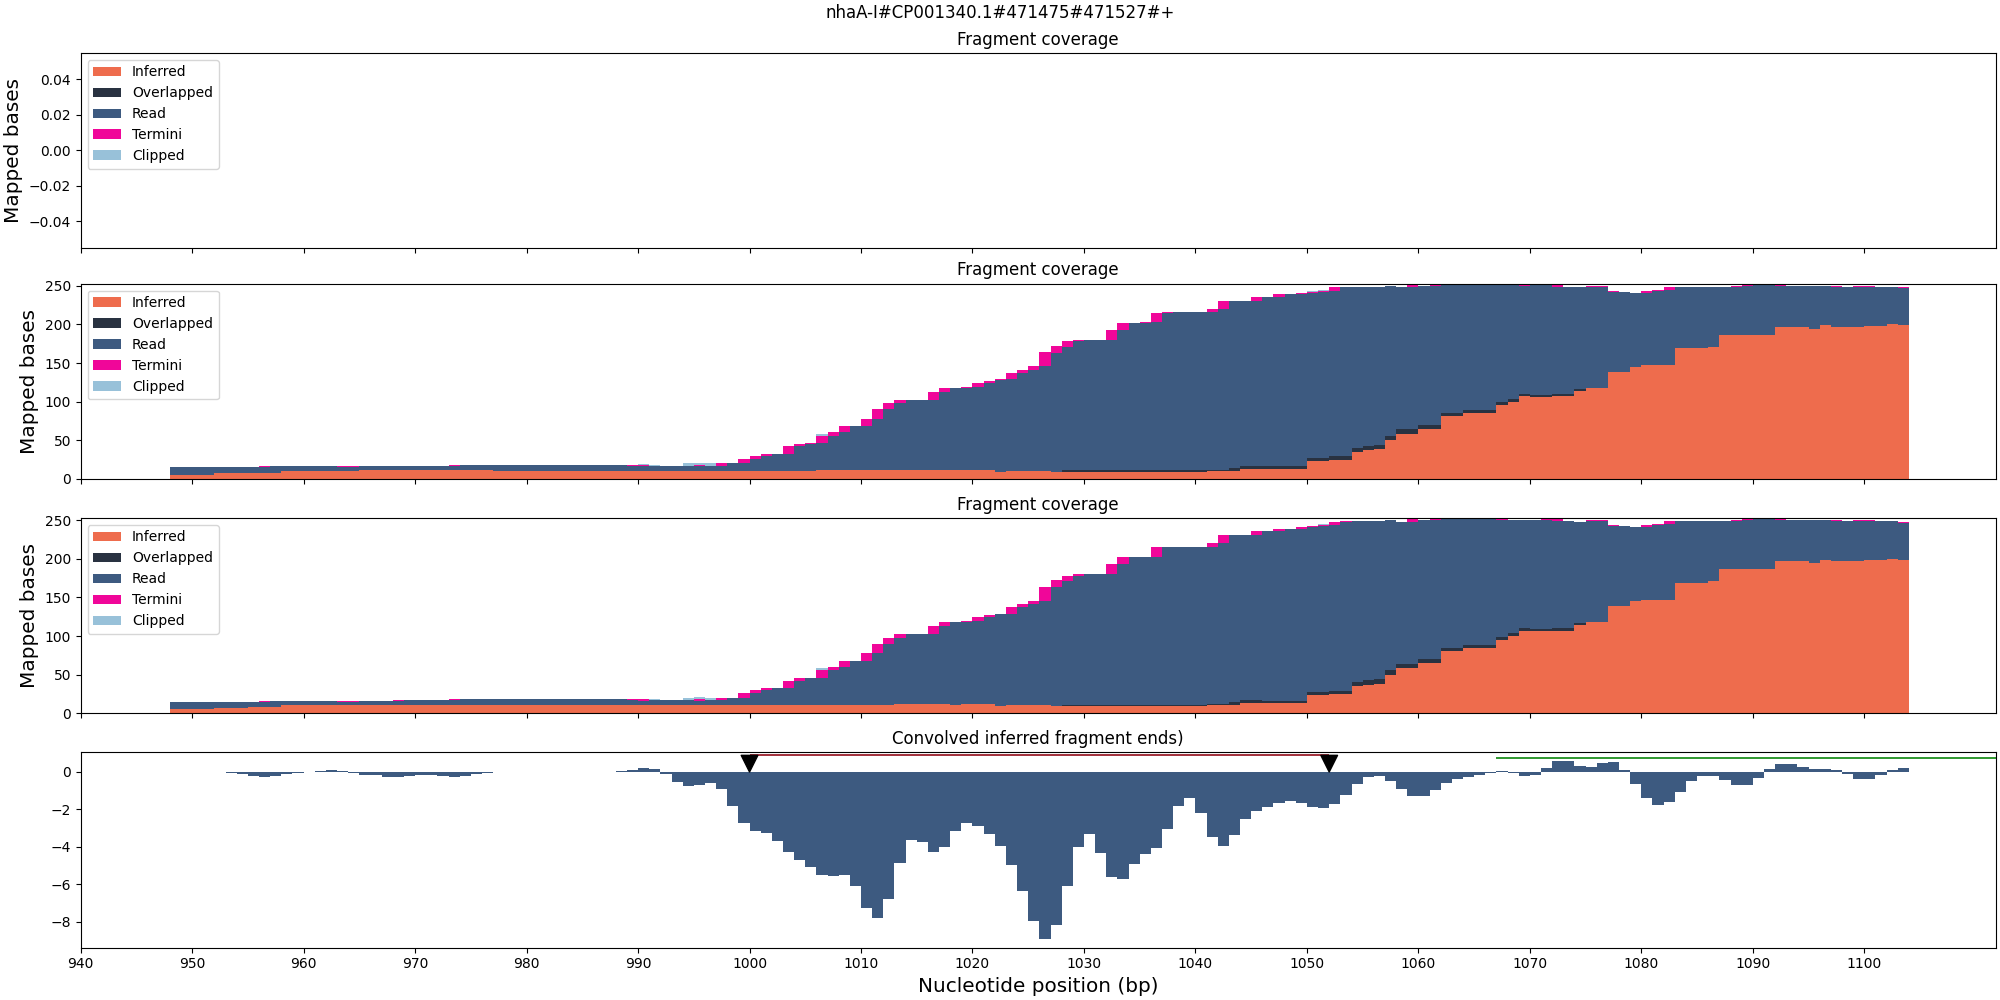 nhaA-I#CP001340.1#471475#471527#+
Fragment coverage
Mapped bases
0.04
0.02
0.00
−0.02
−0.04
Inferred
Overlapped
Read
Termini
Clipped
Fragment coverage
Mapped bases
250
200
150
100
50
0
Inferred
Overlapped
Read
Termini
Clipped
Fragment coverage
Mapped bases
250
200
150
100
50
0
Inferred
Overlapped
Read
Termini
Clipped
Convolved inferred fragment ends)
0
−2
−4
−6
−8
940 950 960 970 980 990 1000 1010 1020 1030 1040 1050 1060 1070 1080 1090 1100
Nucleotide position (bp)